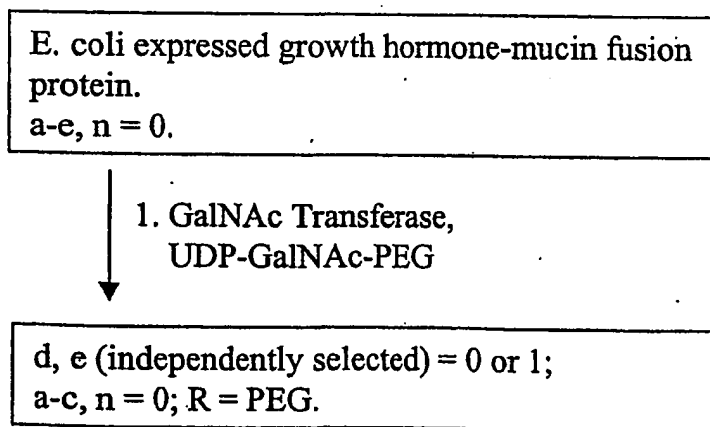 E. coli expressed growth hormone-mucin fusion
protein.
a-e, n = 0.
1. GalNAc Transferase,
UDP-GalNAc-PEG
d, e (independently selected) = 0 or 1;
a-c, n = 0; R = PEG.